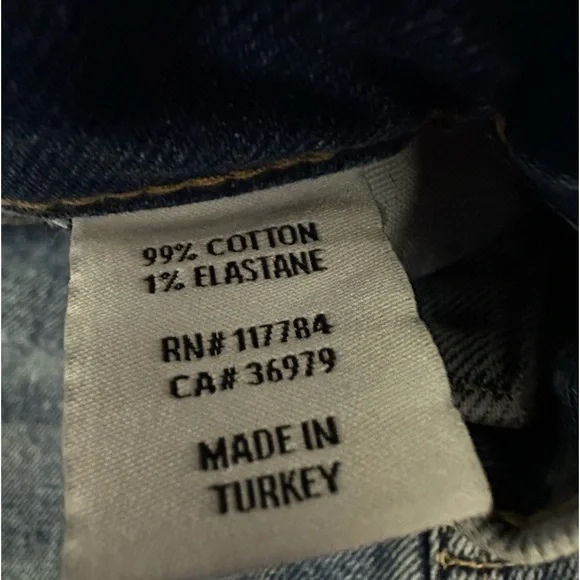 99% COTTON
1% ELASTANE
RN# 117784
CA# 36979
MADE IN
TURKEY